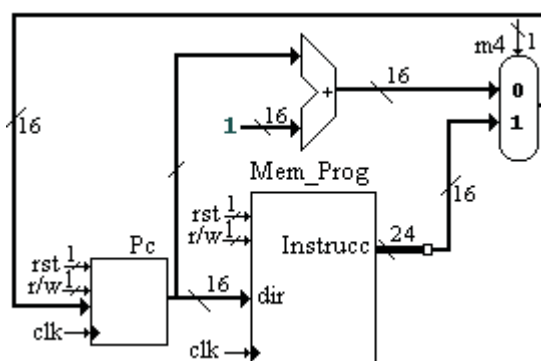 m4 1
16
+
16
0
1 16
1
16
Mem_Prog
rst 1
r/w 1
Instrucc 24
16
Pc
rst 1
r/w 1
16
dir
clk
clk